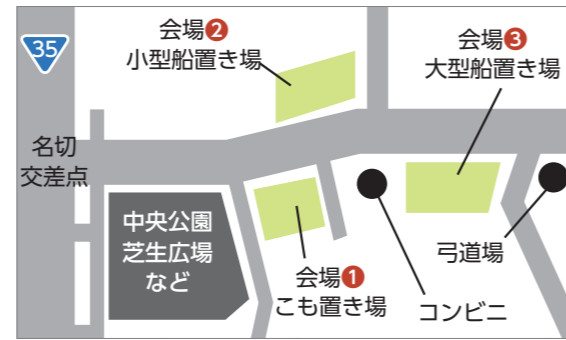 35
会場❷
小型船置き場
会場❸
大型船置き場
名切
交差点
中央公園
芝生広場
など
会場❶
こも置き場
コンビニ
弓道場